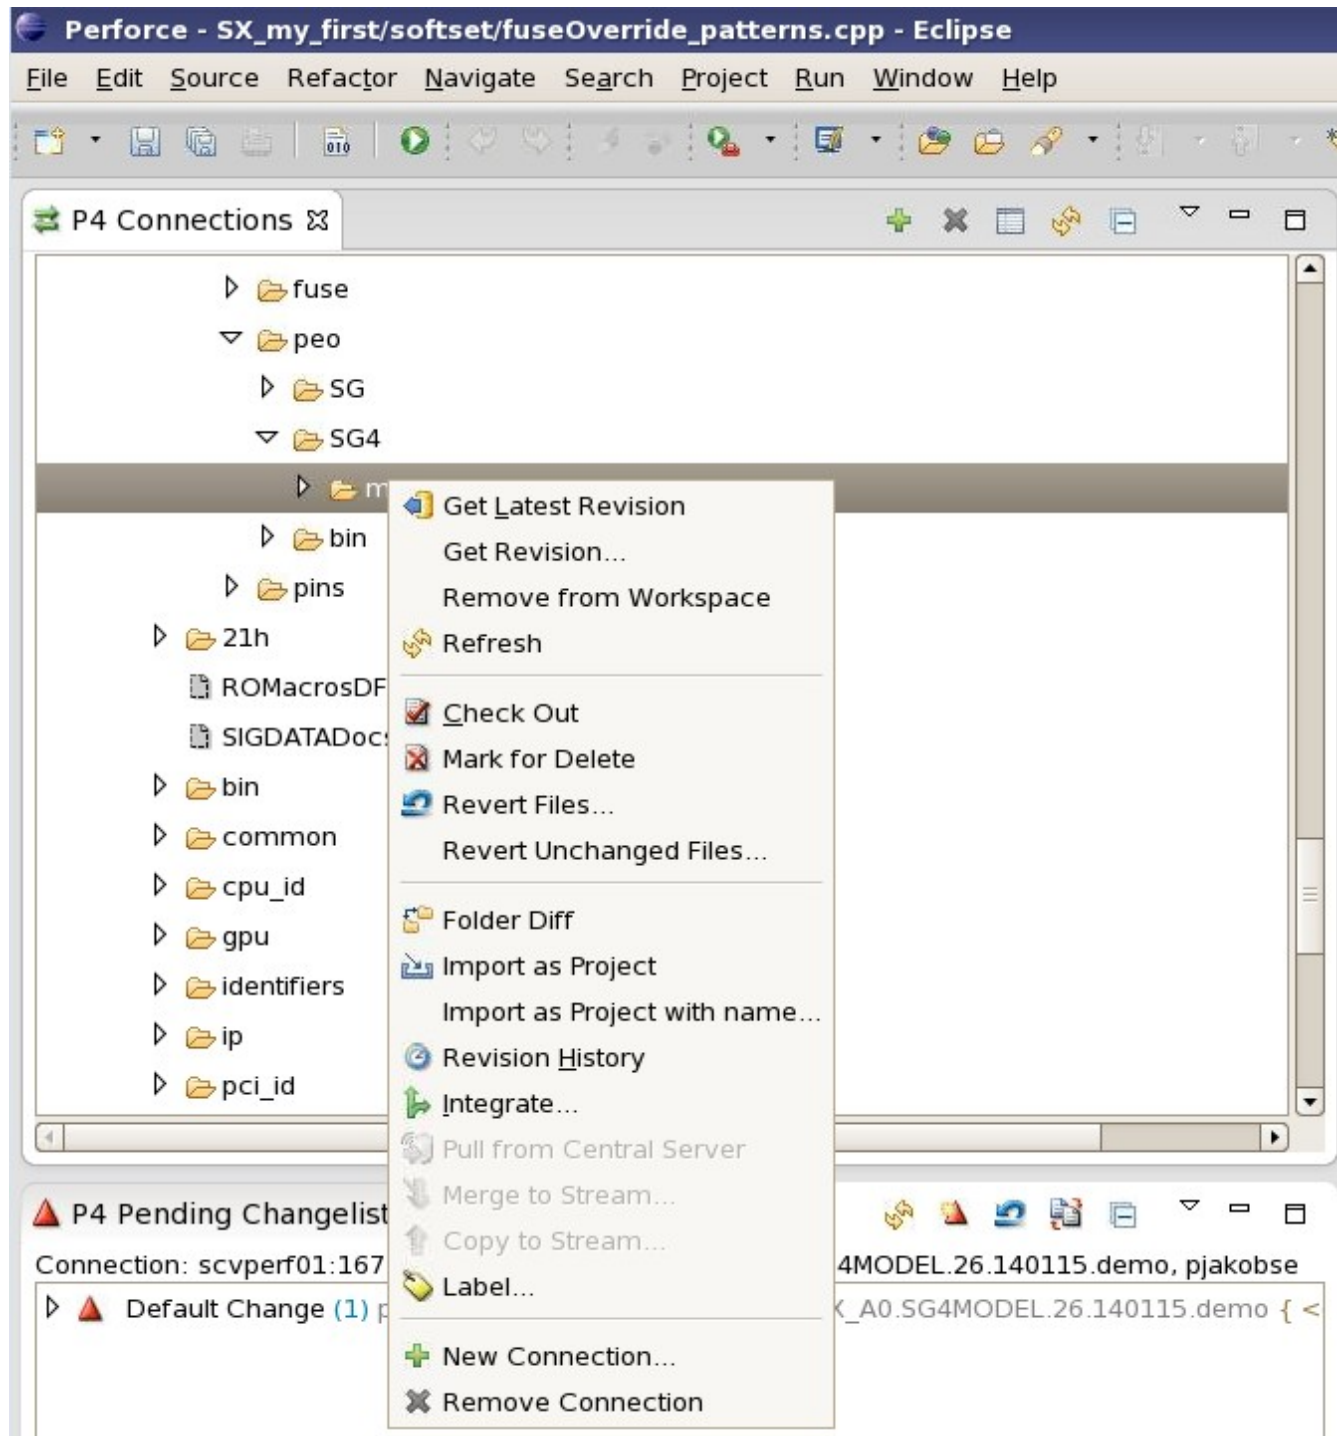 Perforce - SX_my_first/softset/fuseOverride_patterns.cpp - Eclipse
File Edit Source Refactor Navigate Search Project Run Window Help
010
P4 Connections
fuse
peo
SG
SG4
m
bin
pins
21h
ROMacrosDF
SIGDATADocs
bin
common
cpu_id
gpu
identifiers
ip
pci_id
Get Latest Revision
Get Revision...
Remove from Workspace
Refresh
Check Out
Mark for Delete
Revert Files...
Revert Unchanged Files...
Folder Diff
Import as Project
Import as Project with name...
Revision History
Integrate...
Pull from Central Server
Merge to Stream...
Copy to Stream...
Label...
New Connection...
Remove Connection
P4 Pending Changelist
Connection: scvperf01:167 4MODEL.26.140115.demo, pjakobse
Default Change (1) p X_A0.SG4MODEL.26.140115.demo { <